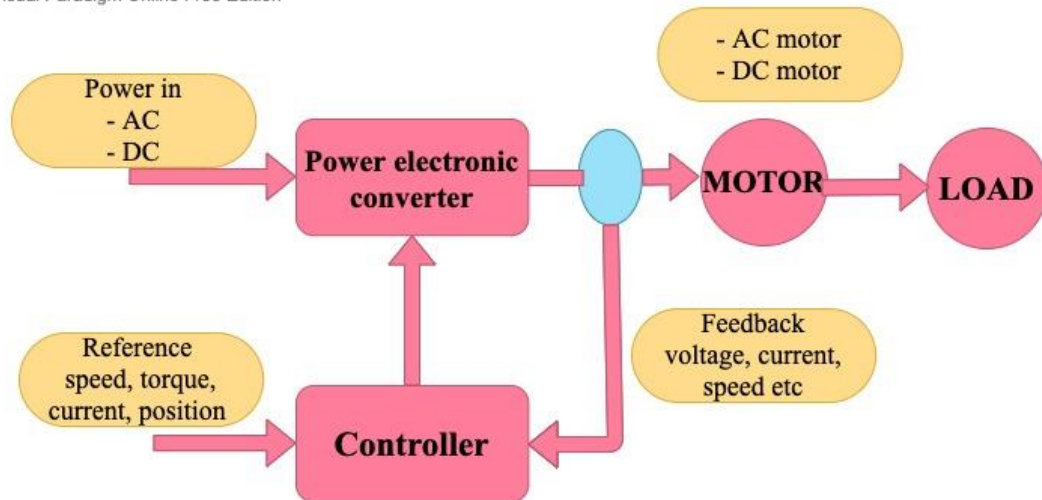 - AC motor
- DC motor
Power in
- AC
- DC
Power electronic
converter
MOTOR
LOAD
Reference
speed, torque,
current, position
Feedback
voltage, current,
speed etc
Controller